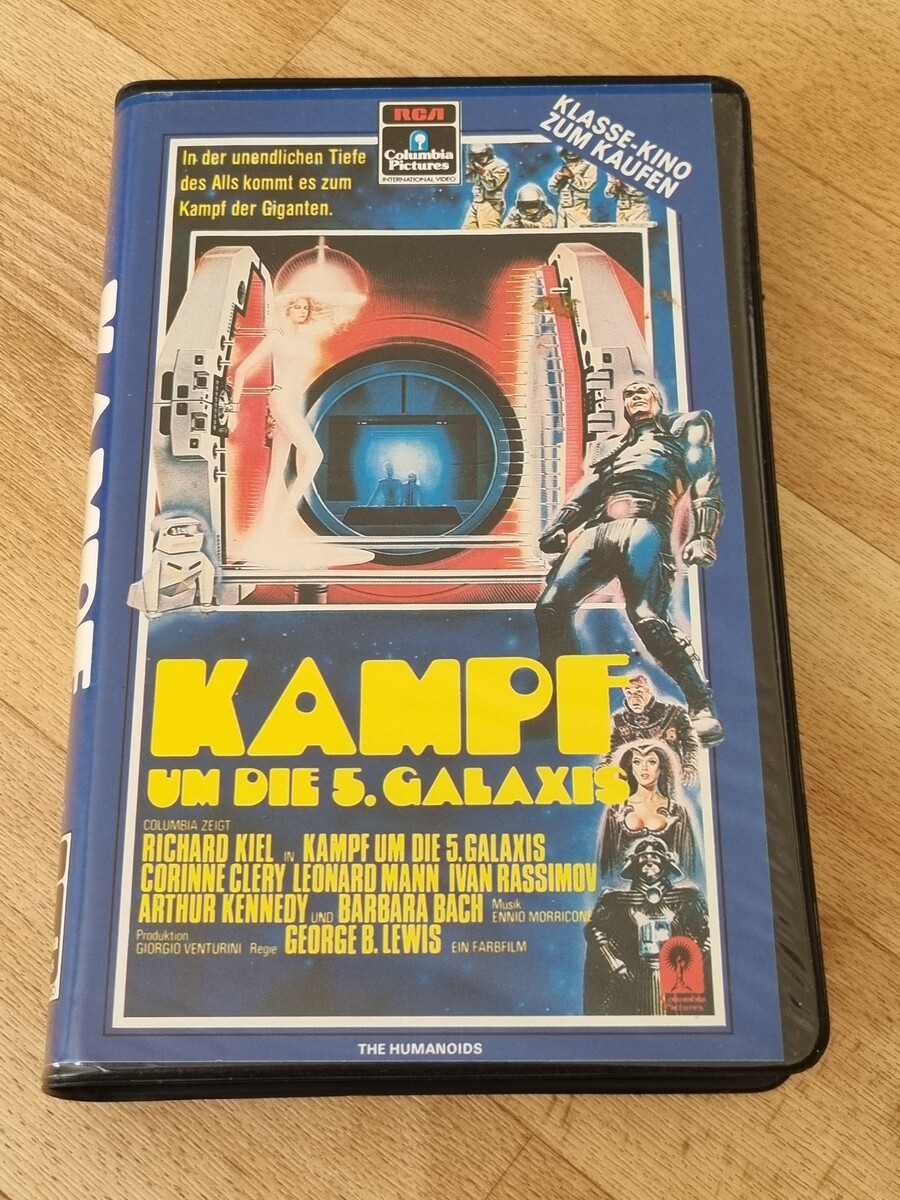 RCA
Columbia
Pictures
INTERNATIONAL VIDEO
KLASSE-KINO
ZUM KAUFEN
In der unendlichen Tiefe
des Alls kommt es zum
Kampf der Giganten.
KAMPF
UM DIE 5. GALAXIS
COLUMBIA ZEIGT
RICHARD KIEL IN KAMPF UM DIE 5. GALAXIS
CORINNE CLERY LEONARD MANN IVAN RASSIMOV
ARTHUR KENNEDY UND BARBARA BACH Musik ENNIO MORRICONE
Produktion GIORGIO VENTURINI Regie GEORGE B. LEWIS EIN FARBFILM
Columbia
Pictures
THE HUMANOIDS